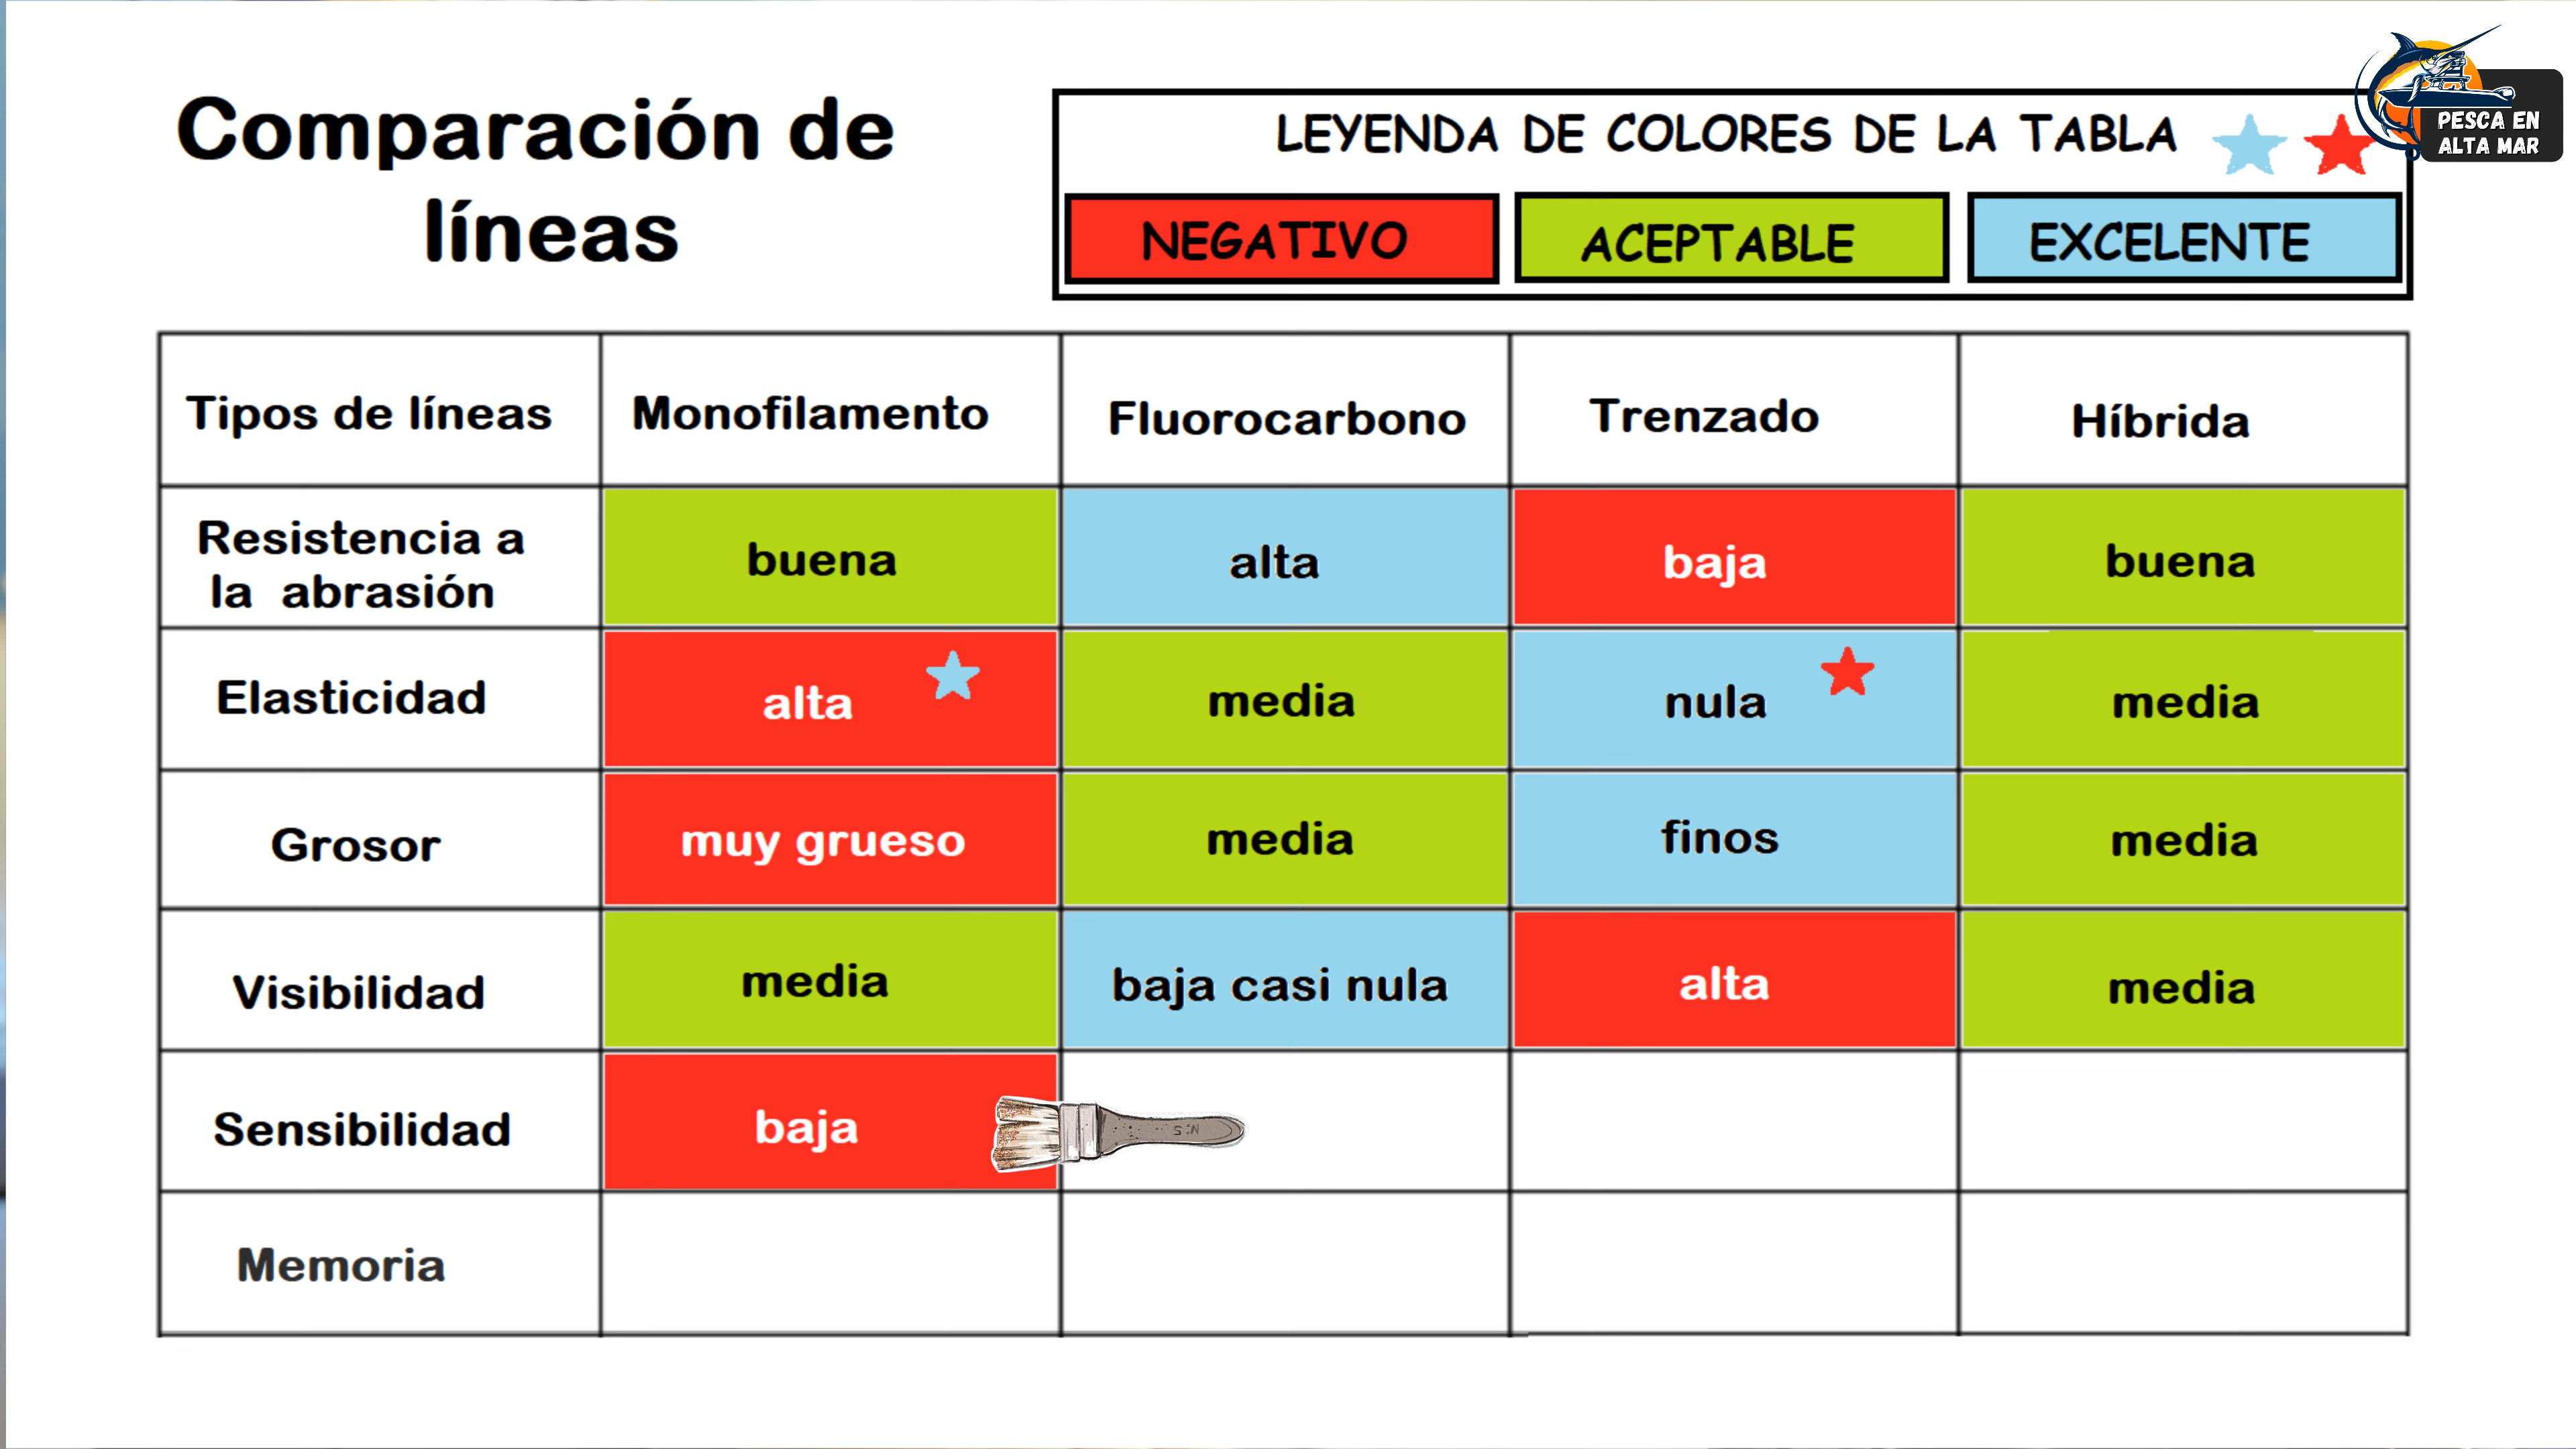 Comparación de
líneas
LEYENDA DE COLORES DE LA TABLA
NEGATIVO
ACEPTABLE
EXCELENTE
PESCA EN
ALTA MAR
Tipos de líneas
Monofilamento
Fluorocarbono
Trenzado
Híbrida
Resistencia a
la abrasión
buena
alta
baja
buena
Elasticidad
alta
media
nula
media
Grosor
muy grueso
media
finos
media
Visibilidad
media
baja casi nula
alta
media
Sensibilidad
baja
Memoria